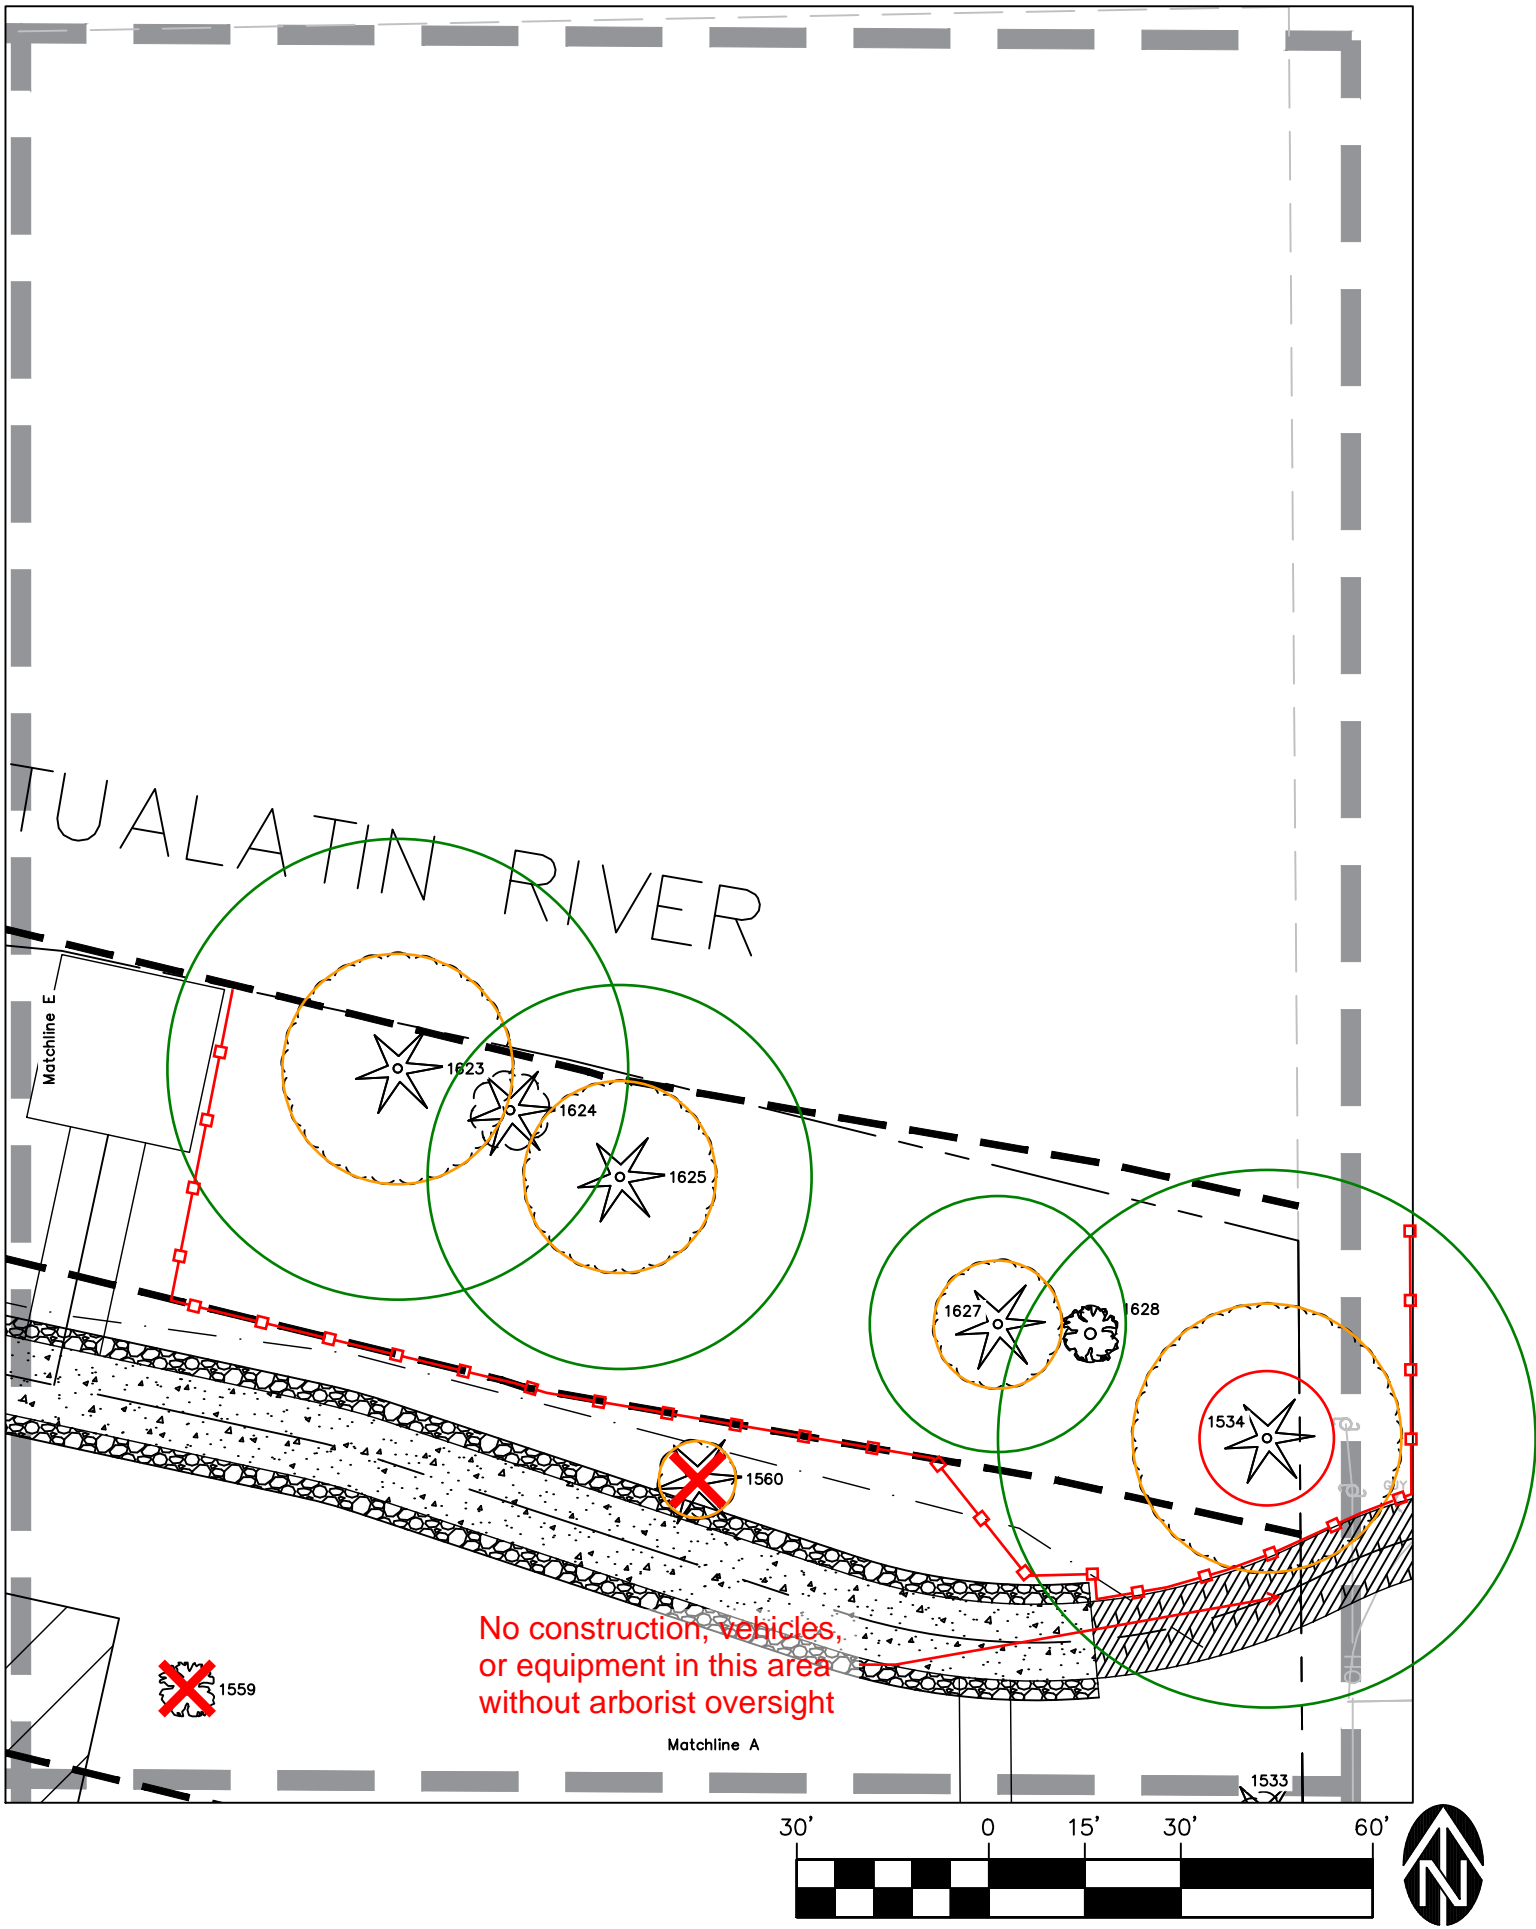 TUALATIN RIVER
Matchline E
1623
1624
1625
1627
1628
1534
1560
No construction, vehicles,
or equipment in this area
without arborist oversight
1559
Matchline A
1533
30' 0 15' 30' 60'
N